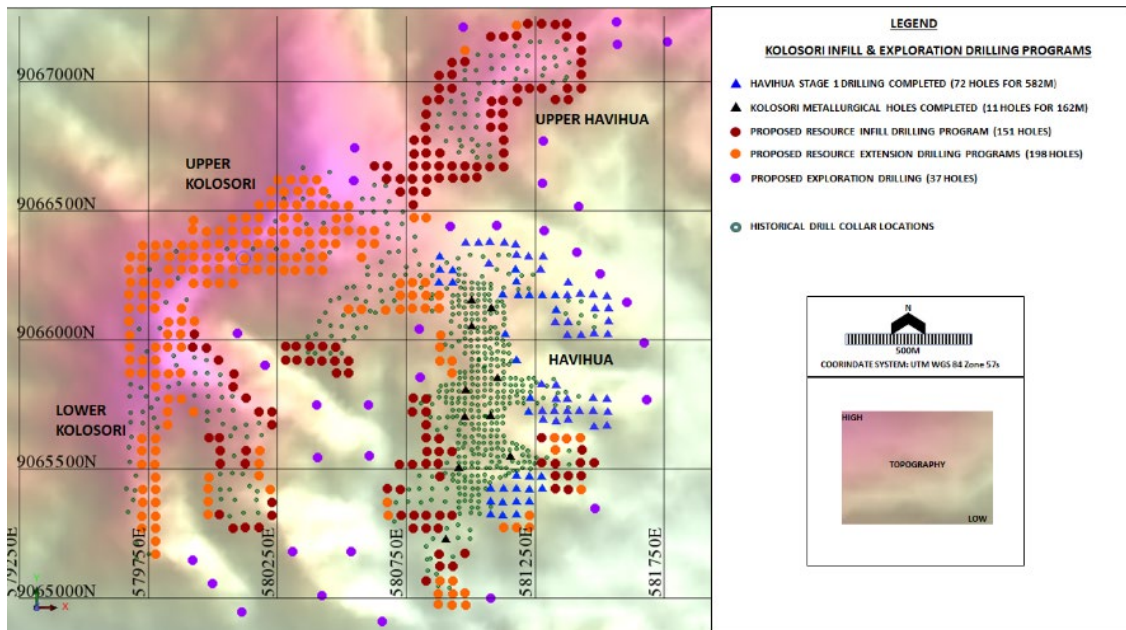 9067000N
9066500N
9066000N
9065500N
9065000N
579250E
579750E
580250E
580750E
581250E
581750E
UPPER HAVIHUA
UPPER
KOLOSORI
HAVIHUA
LOWER
KOLOSORI
Y
X
LEGEND
KOLOSORI INFILL & EXPLORATION DRILLING PROGRAMS
HAVIHUA STAGE 1 DRILLING COMPLETED (72 HOLES FOR 582M)
KOLOSORI METALLURGICAL HOLES COMPLETED (11 HOLES FOR 162M)
PROPOSED RESOURCE INFILL DRILLING PROGRAM (151 HOLES)
PROPOSED RESOURCE EXTENSION DRILLING PROGRAMS (198 HOLES)
PROPOSED EXPLORATION DRILLING (37 HOLES)
HISTORICAL DRILL COLLAR LOCATIONS
N
500M
COORINDATE SYSTEM: UTM WGS 84 Zone 57s
HIGH
TOPOGRAPHY
LOW